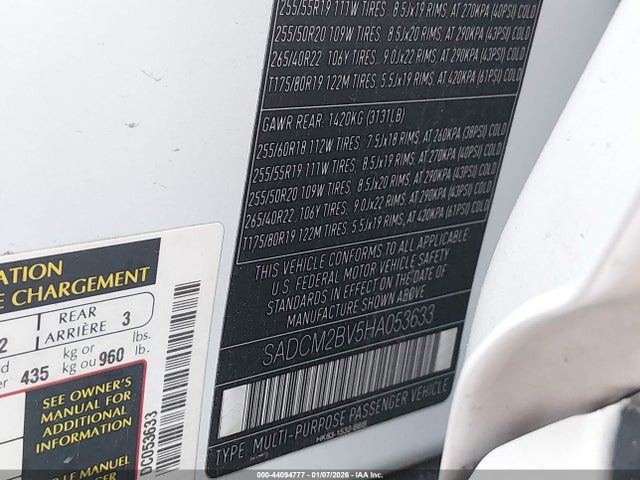 255/55R19 111W TIRES, 8.5Jx19 RIMS, AT 270KPA (40PSI) COLD
255/50R20 109W TIRES, 8.5Jx20 RIMS, AT 290KPA (43PSI) COLD
265/40R22 106Y TIRES, 9.0Jx22 RIMS, AT 290KPA (43PSI) COLD
T175/80R19 122M TIRES, 5.5Jx19 RIMS, AT 420KPA (61PSI) COLD
GAWR REAR: 1420KG (3131LB)
255/60R18 112W TIRES, 7.5Jx18 RIMS, AT 260KPA (38PSI) COLD
255/55R19 111W TIRES, 8.5Jx19 RIMS, AT 270KPA (40PSI) COLD
255/50R20 109W TIRES, 8.5Jx20 RIMS, AT 290KPA (43PSI) COLD
265/40R22, 106Y TIRES, 9.0Jx22 RIMS, AT 290KPA (43PSI) COLD
T175/80R19 122M TIRES, 5.5Jx19 RIMS, AT 420KPA (61PSI) COLD
THIS VEHICLE CONFORMS TO ALL APPLICABLE
U.S. FEDERAL MOTOR VEHICLE SAFETY
STANDARDS IN EFFECT ON THE DATE OF
MANUFACTURE SHOWN ABOVE
SADCM2BV5HA053633
TYPE: MULTI-PURPOSE PASSENGER VEHICLE
HK83-1532-BBB
ATION
E CHARGEMENT
2 REAR
ARRIÈRE 3
435 kg or
kg ou 960 lbs.
lb.
SEE OWNER'S
MANUAL FOR
ADDITIONAL
INFORMATION
LE MANUEL
DC053633
000-44094777 - 01/07/2026 - IAAI.com